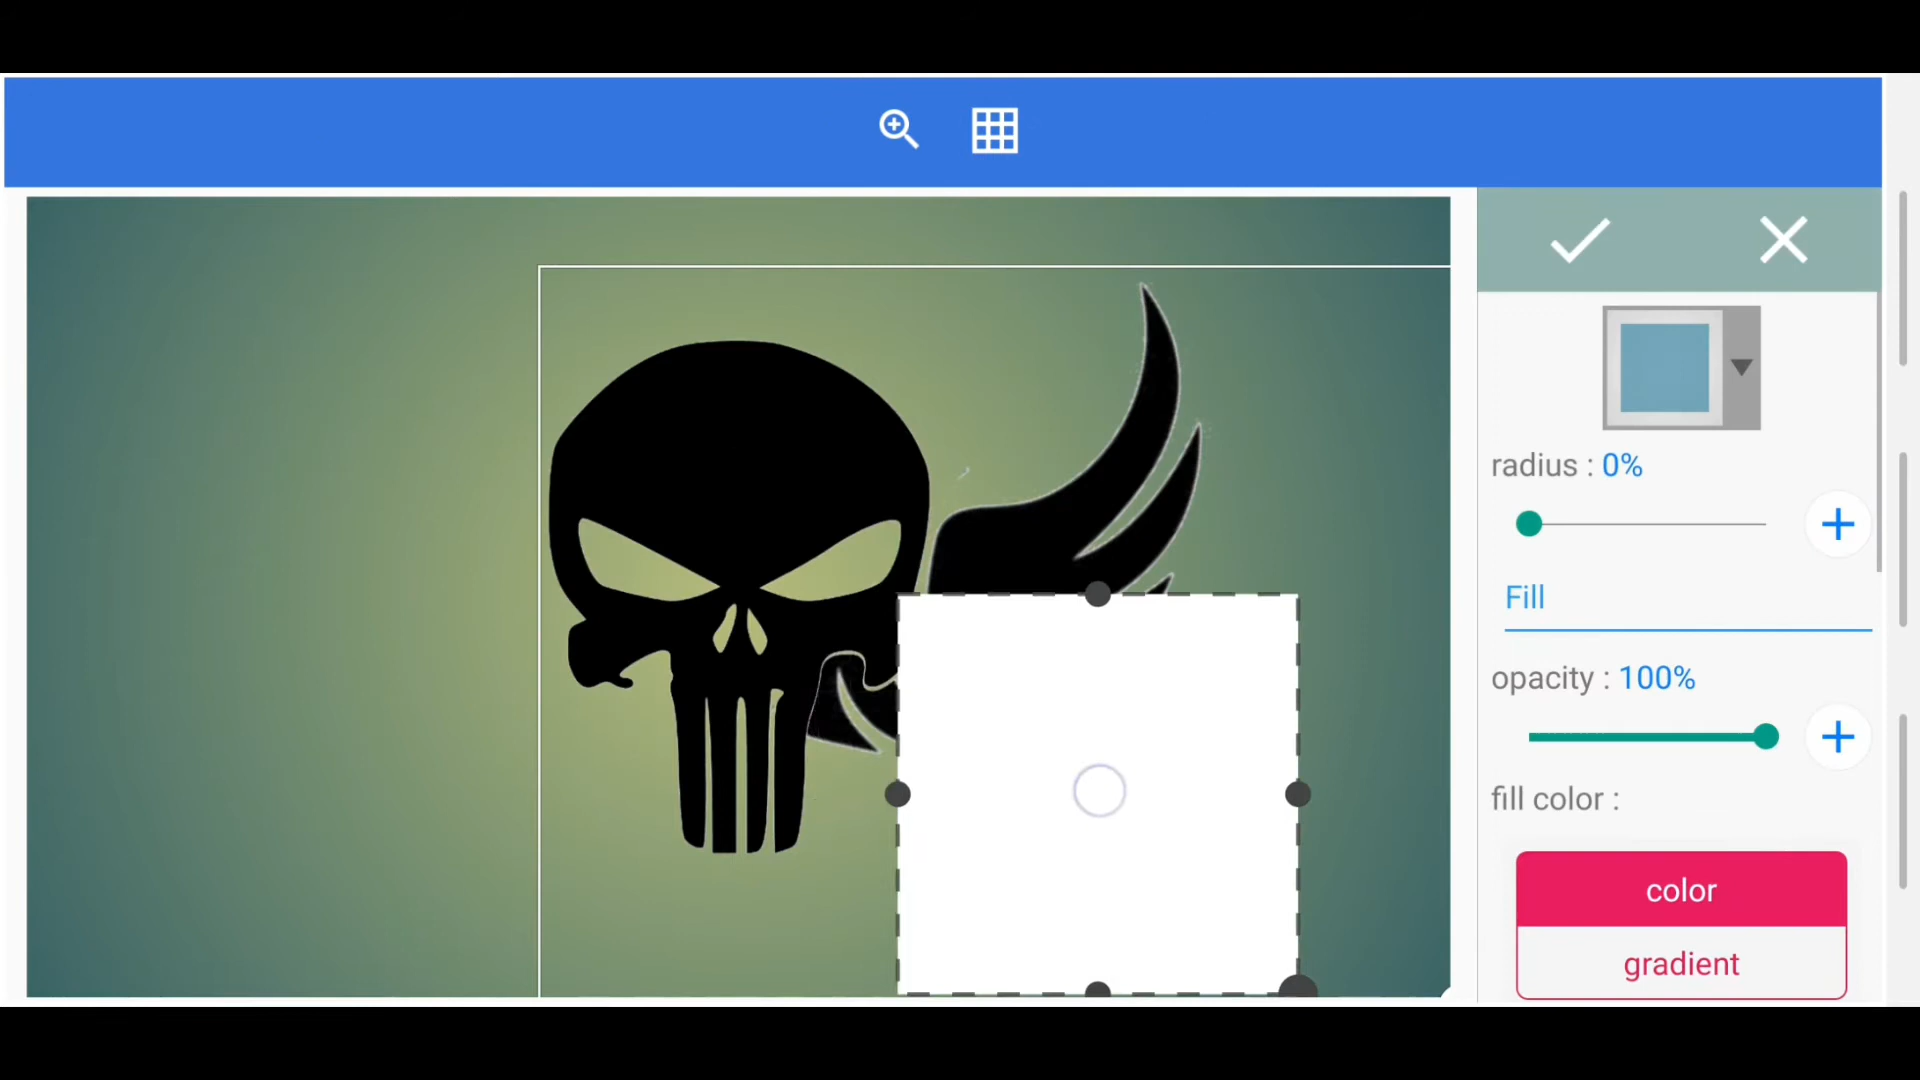 radius : 0%
Fill
opacity : 100%
fill color :
color
gradient